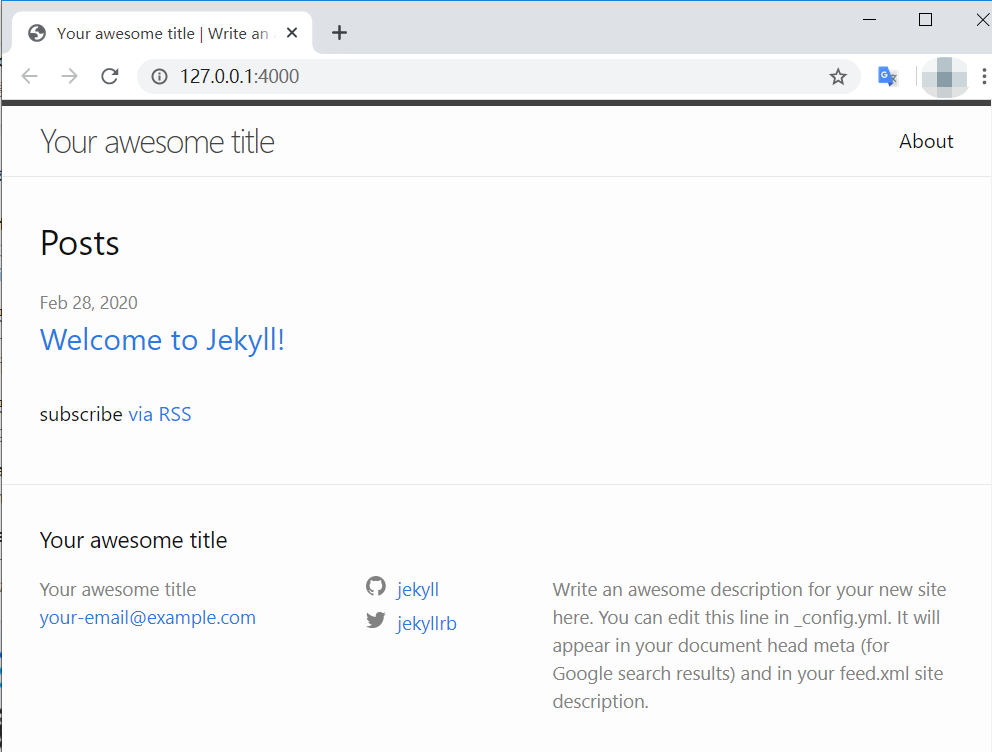 Your awesome title | Write an
127.0.0.1:4000
Your awesome title
About
Posts
Feb 28, 2020
Welcome to Jekyll!
subscribe via RSS
Your awesome title
Your awesome title
your-email@example.com
jekyll
jekyllrb
Write an awesome description for your new site
here. You can edit this line in _config.yml. It will
appear in your document head meta (for
Google search results) and in your feed.xml site
description.